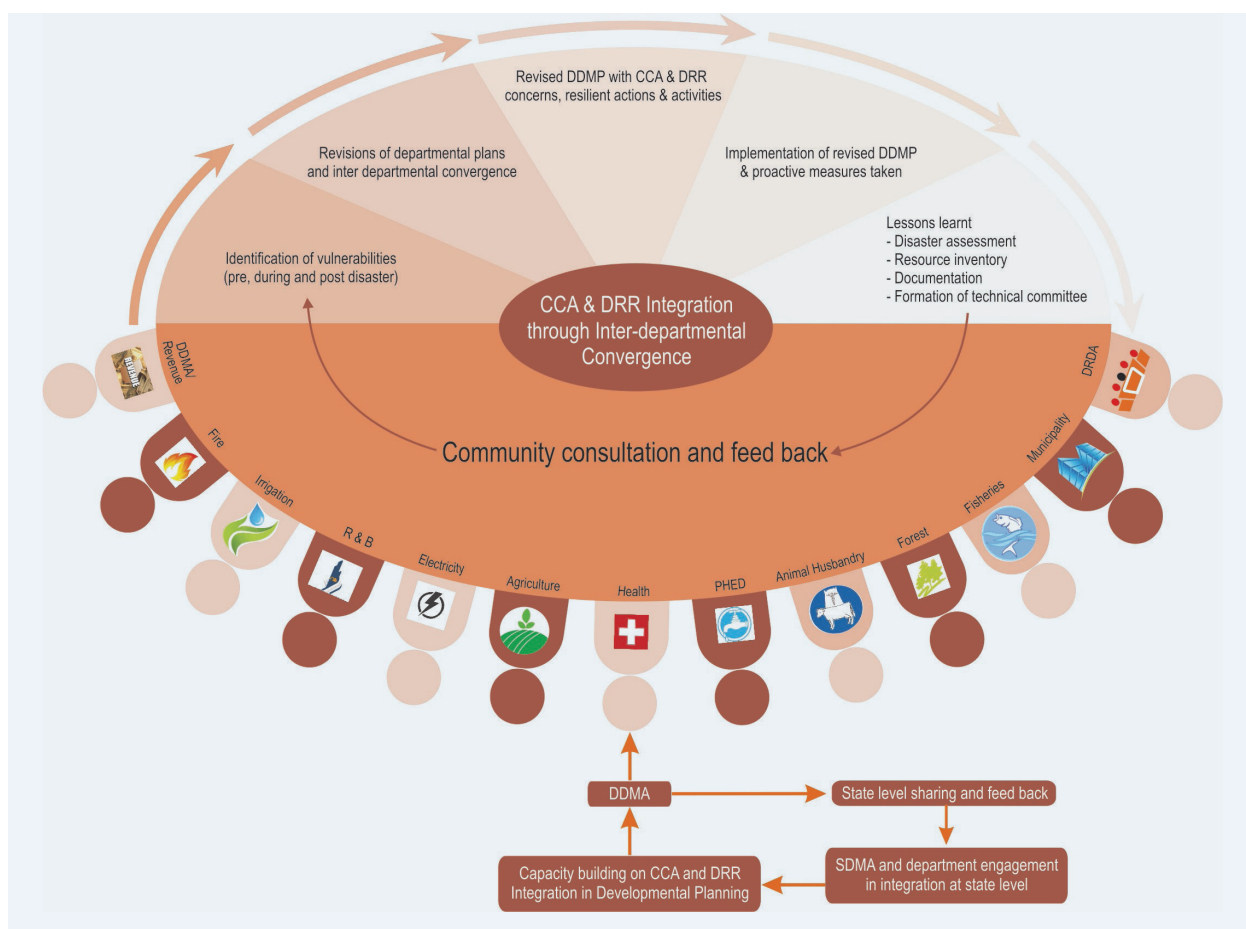 Revised DDMP with CCA & DRR
concerns, resilient actions & activities
Revisions of departmental plans
and inter departmental convergence
Implementation of revised DDMP
& proactive measures taken
Identification of vulnerabilities
(pre, during and post disaster)
Lessons learnt
- Disaster assessment
- Resource inventory
- Documentation
- Formation of technical committee
CCA & DRR Integration
through Inter-departmental
Convergence
Community consultation and feed back
DDMA/
Revenue
REVENUE
Fire
Irrigation
R & B
Electricity
Agriculture
Health
PHED
Animal Husbandry
Forest
Fisheries
Municipality
DRDA
DDMA
State level sharing and feed back
SDMA and department engagement
in integration at state level
Capacity building on CCA and DRR
Integration in Developmental Planning